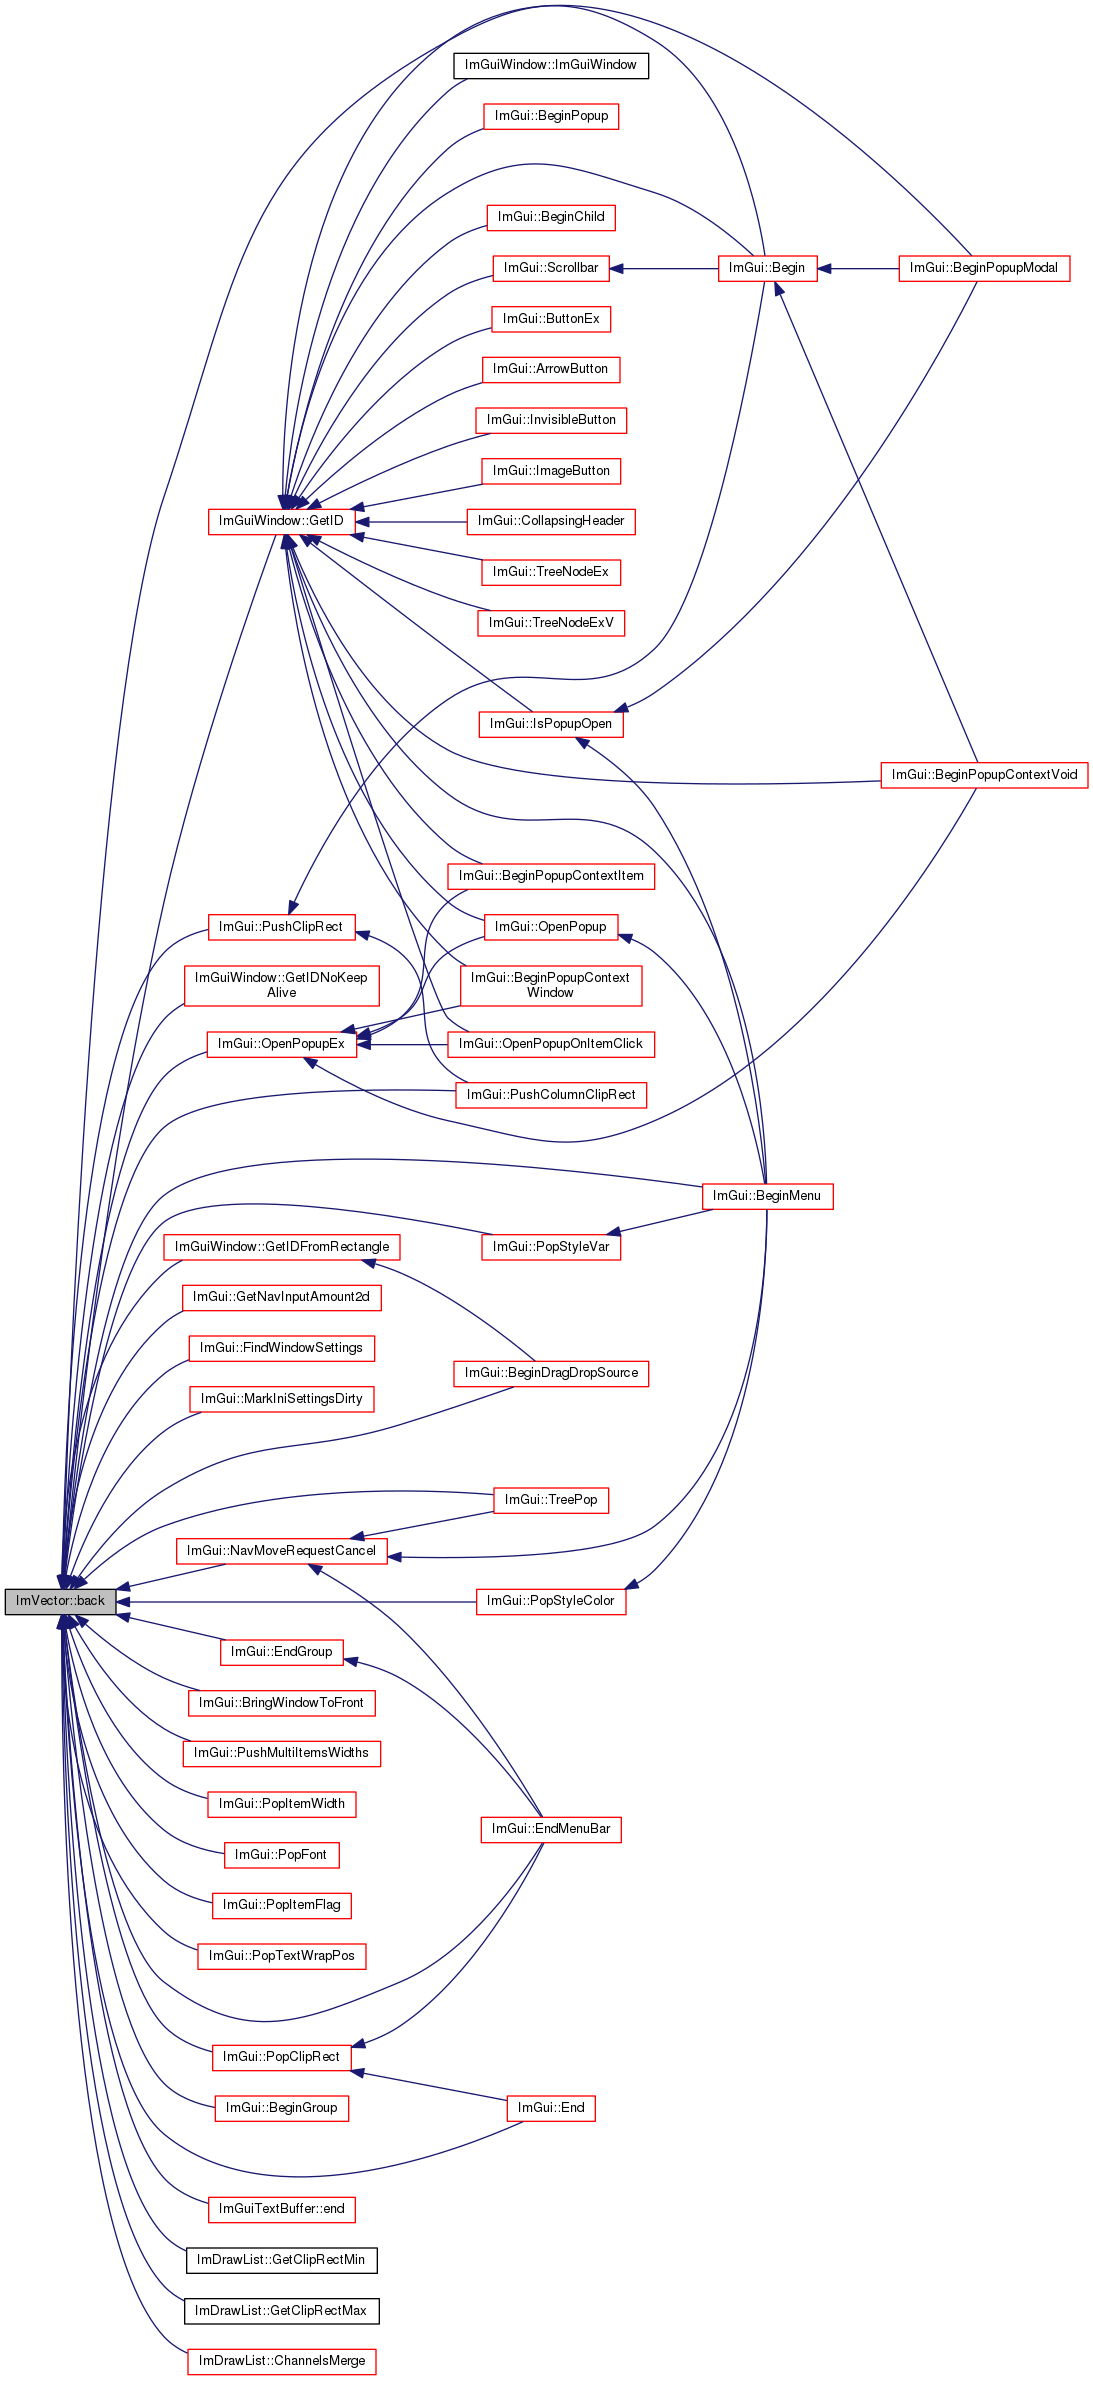 ImGuiWindow::ImGuiWindow
ImGui::BeginPopup
ImGui::BeginChild
ImGui::Scrollbar
ImGui::Begin
ImGui::BeginPopupModal
ImGui::ButtonEx
ImGui::ArrowButton
ImGui::InvisibleButton
ImGui::ImageButton
ImGuiWindow::GetID
ImGui::CollapsingHeader
ImGui::TreeNodeEx
ImGui::TreeNodeExV
ImGui::IsPopupOpen
ImGui::BeginPopupContextVoid
ImGui::BeginPopupContextItem
ImGui::PushClipRect
ImGui::OpenPopup
ImGuiWindow::GetIDNoKeep
Alive
ImGui::BeginPopupContext
Window
ImGui::OpenPopupEx
ImGui::OpenPopupOnItemClick
ImGui::PushColumnClipRect
ImGui::BeginMenu
ImGuiWindow::GetIDFromRectangle
ImGui::PopStyleVar
ImGui::GetNavInputAmount2d
ImGui::FindWindowSettings
ImGui::BeginDragDropSource
ImGui::MarkIniSettingsDirty
ImGui::TreePop
ImGui::NavMoveRequestCancel
ImVector::back
ImGui::PopStyleColor
ImGui::EndGroup
ImGui::BringWindowToFront
ImGui::PushMultiItemsWidths
ImGui::PopItemWidth
ImGui::EndMenuBar
ImGui::PopFont
ImGui::PopItemFlag
ImGui::PopTextWrapPos
ImGui::PopClipRect
ImGui::BeginGroup
ImGui::End
ImGuiTextBuffer::end
ImDrawList::GetClipRectMin
ImDrawList::GetClipRectMax
ImDrawList::ChannelsMerge